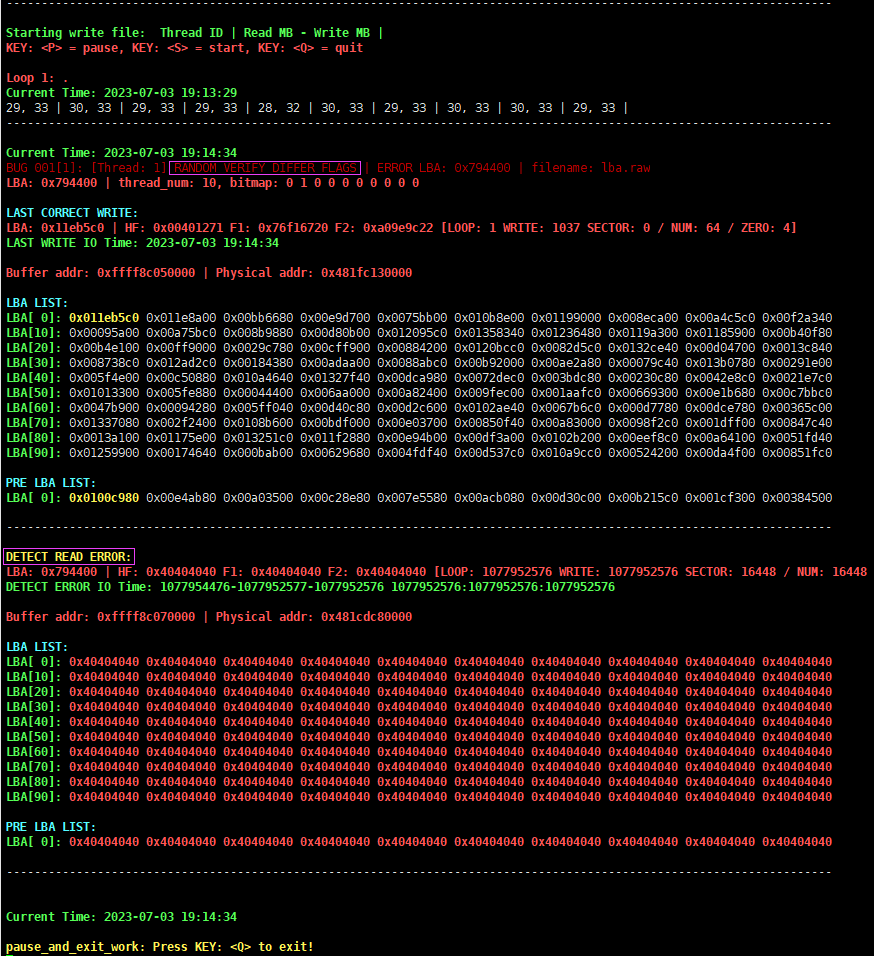 Starting write file:  Thread ID | Read MB - Write MB |
KEY: <P> = pause, KEY: <S> = start, KEY: <Q> = quit
Loop 1: .
Current Time: 2023-07-03 19:13:29
29, 33 | 30, 33 | 29, 33 | 29, 33 | 28, 32 | 30, 33 | 29, 33 | 30, 33 | 30, 33 | 29, 33 |
Current Time: 2023-07-03 19:14:34
BUG 001[1]: [Thread: 1] RANDOM VERIFY DIFFER FLAGS | ERROR LBA: 0x794400 | filename: lba.raw
LBA: 0x794400 | thread_num: 10, bitmap: 0 1 0 0 0 0 0 0 0 0
LAST CORRECT WRITE:
LBA: 0x11eb5c0 | HF: 0x00401271 F1: 0x76f16720 F2: 0xa09e9c22 [LOOP: 1 WRITE: 1037 SECTOR: 0 / NUM: 64 / ZERO: 4]
LAST WRITE IO Time: 2023-07-03 19:14:34
Buffer addr: 0xffff8c050000 | Physical addr: 0x481fc130000
LBA LIST:
LBA[ 0]: 0x011eb5c0 0x011e8a00 0x00bb6680 0x00e9d700 0x0075bb00 0x010b8e00 0x01199000 0x008eca00 0x00a4c5c0 0x00f2a340
LBA[10]: 0x00095a00 0x00a75bc0 0x008b9880 0x00d80b00 0x012095c0 0x01358340 0x01236480 0x0119a300 0x01185900 0x00b40f80
LBA[20]: 0x00b4e100 0x00ff9000 0x0029c780 0x00cff900 0x00884200 0x0120bcc0 0x0082d5c0 0x0132ce40 0x00d04700 0x0013c840
LBA[30]: 0x008738c0 0x012ad2c0 0x00184380 0x00adaa00 0x0088abc0 0x00b92000 0x00ae2a80 0x00079c40 0x013b0780 0x00291e00
LBA[40]: 0x005f4e00 0x00c50880 0x010a4640 0x01327f40 0x00dca980 0x0072dec0 0x003bdc80 0x00230c80 0x0042e8c0 0x0021e7c0
LBA[50]: 0x01013300 0x005fe880 0x00044400 0x006aa000 0x00a82400 0x009fec00 0x001aafc0 0x00669300 0x00e1b680 0x00c7bbc0
LBA[60]: 0x0047b900 0x00094280 0x005ff040 0x00d40c80 0x00d2c600 0x0102ae40 0x0067b6c0 0x000d7780 0x00dce780 0x00365c00
LBA[70]: 0x01337080 0x002f2400 0x0108b600 0x00bdf000 0x00e03700 0x00850f40 0x00a83000 0x0098f2c0 0x001dff00 0x00847c40
LBA[80]: 0x0013a100 0x01175e00 0x013251c0 0x011f2880 0x00e94b00 0x00df3a00 0x0102b200 0x00eef8c0 0x00a64100 0x0051fd40
LBA[90]: 0x01259900 0x00174640 0x000bab00 0x00629680 0x004fdf40 0x00d537c0 0x010a9cc0 0x00524200 0x00da4f00 0x00851fc0
PRE LBA LIST:
LBA[ 0]: 0x0100c980 0x00e4ab80 0x00a03500 0x00c28e80 0x007e5580 0x00acb080 0x00d30c00 0x00b215c0 0x001cf300 0x00384500
DETECT READ ERROR:
LBA: 0x794400 | HF: 0x40404040 F1: 0x40404040 F2: 0x40404040 [LOOP: 1077952576 WRITE: 1077952576 SECTOR: 16448 / NUM: 16448
DETECT ERROR IO Time: 1077954476-1077952577-1077952576 1077952576:1077952576:1077952576
Buffer addr: 0xffff8c070000 | Physical addr: 0x481cdc80000
LBA LIST:
LBA[ 0]: 0x40404040 0x40404040 0x40404040 0x40404040 0x40404040 0x40404040 0x40404040 0x40404040 0x40404040 0x40404040
LBA[10]: 0x40404040 0x40404040 0x40404040 0x40404040 0x40404040 0x40404040 0x40404040 0x40404040 0x40404040 0x40404040
LBA[20]: 0x40404040 0x40404040 0x40404040 0x40404040 0x40404040 0x40404040 0x40404040 0x40404040 0x40404040 0x40404040
LBA[30]: 0x40404040 0x40404040 0x40404040 0x40404040 0x40404040 0x40404040 0x40404040 0x40404040 0x40404040 0x40404040
LBA[40]: 0x40404040 0x40404040 0x40404040 0x40404040 0x40404040 0x40404040 0x40404040 0x40404040 0x40404040 0x40404040
LBA[50]: 0x40404040 0x40404040 0x40404040 0x40404040 0x40404040 0x40404040 0x40404040 0x40404040 0x40404040 0x40404040
LBA[60]: 0x40404040 0x40404040 0x40404040 0x40404040 0x40404040 0x40404040 0x40404040 0x40404040 0x40404040 0x40404040
LBA[70]: 0x40404040 0x40404040 0x40404040 0x40404040 0x40404040 0x40404040 0x40404040 0x40404040 0x40404040 0x40404040
LBA[80]: 0x40404040 0x40404040 0x40404040 0x40404040 0x40404040 0x40404040 0x40404040 0x40404040 0x40404040 0x40404040
LBA[90]: 0x40404040 0x40404040 0x40404040 0x40404040 0x40404040 0x40404040 0x40404040 0x40404040 0x40404040 0x40404040
PRE LBA LIST:
LBA[ 0]: 0x40404040 0x40404040 0x40404040 0x40404040 0x40404040 0x40404040 0x40404040 0x40404040 0x40404040 0x40404040
Current Time: 2023-07-03 19:14:34
pause_and_exit_work: Press KEY: <Q> to exit!